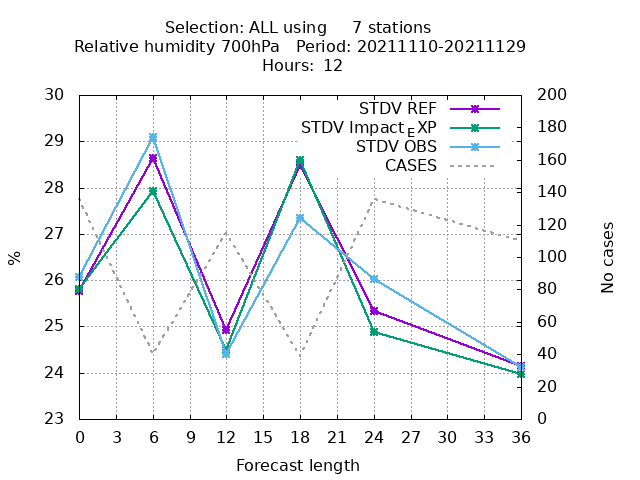 Selection: ALL using     7 stations
Relative humidity 700hPa   Period: 20211110-20211129
Hours:  12
30
29
28
27
26
25
24
23
%
STDV REF
STDV Impact_EXP
STDV OBS
CASES
200
180
160
140
120
100
80
60
40
20
0
No cases
0 3 6 9 12 15 18 21 24 27 30 33 36
Forecast length